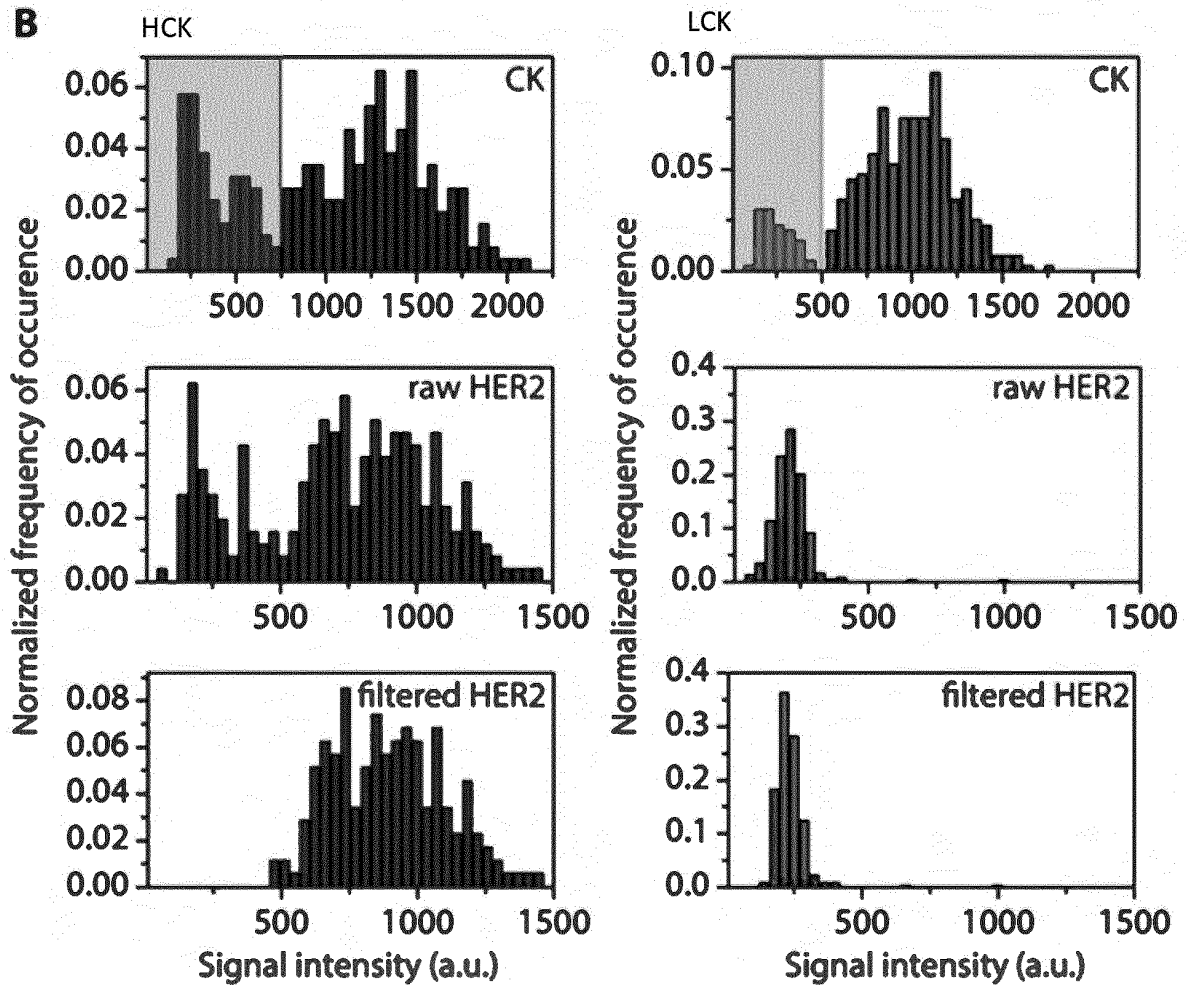 B
HCK
LCK
CK
0.06
0.04
0.02
0.00
500 1000 1500 2000
CK
0.10
0.05
0.00
500 1000 1500 2000
Normalized frequency of occurence
Normalized frequency of occurence
raw HER2
0.06
0.04
0.02
0.00
500 1000 1500
raw HER2
0.4
0.3
0.2
0.1
0.0
500 1000 1500
filtered HER2
0.08
0.06
0.04
0.02
0.00
500 1000 1500
Signal intensity (a.u.)
filtered HER2
0.4
0.3
0.2
0.1
0.0
500 1000 1500
Signal intensity (a.u.)